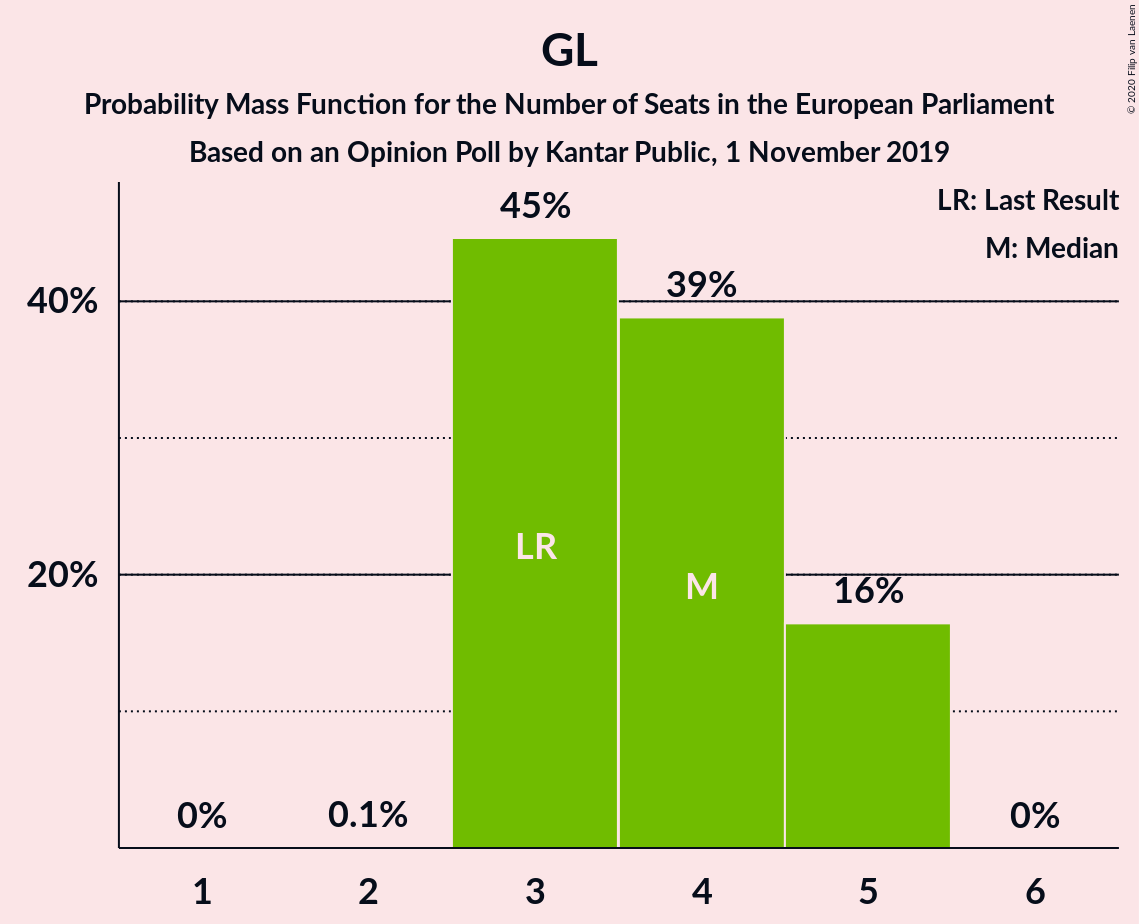 GL
Probability Mass Function for the Number of Seats in the European Parliament
Based on an Opinion Poll by Kantar Public, 1 November 2019
© 2020 Filip van Laenen
LR: Last Result
M: Median
45%
39%
16%
0%
0.1%
0%
40%
20%
LR
M
1 2 3 4 5 6